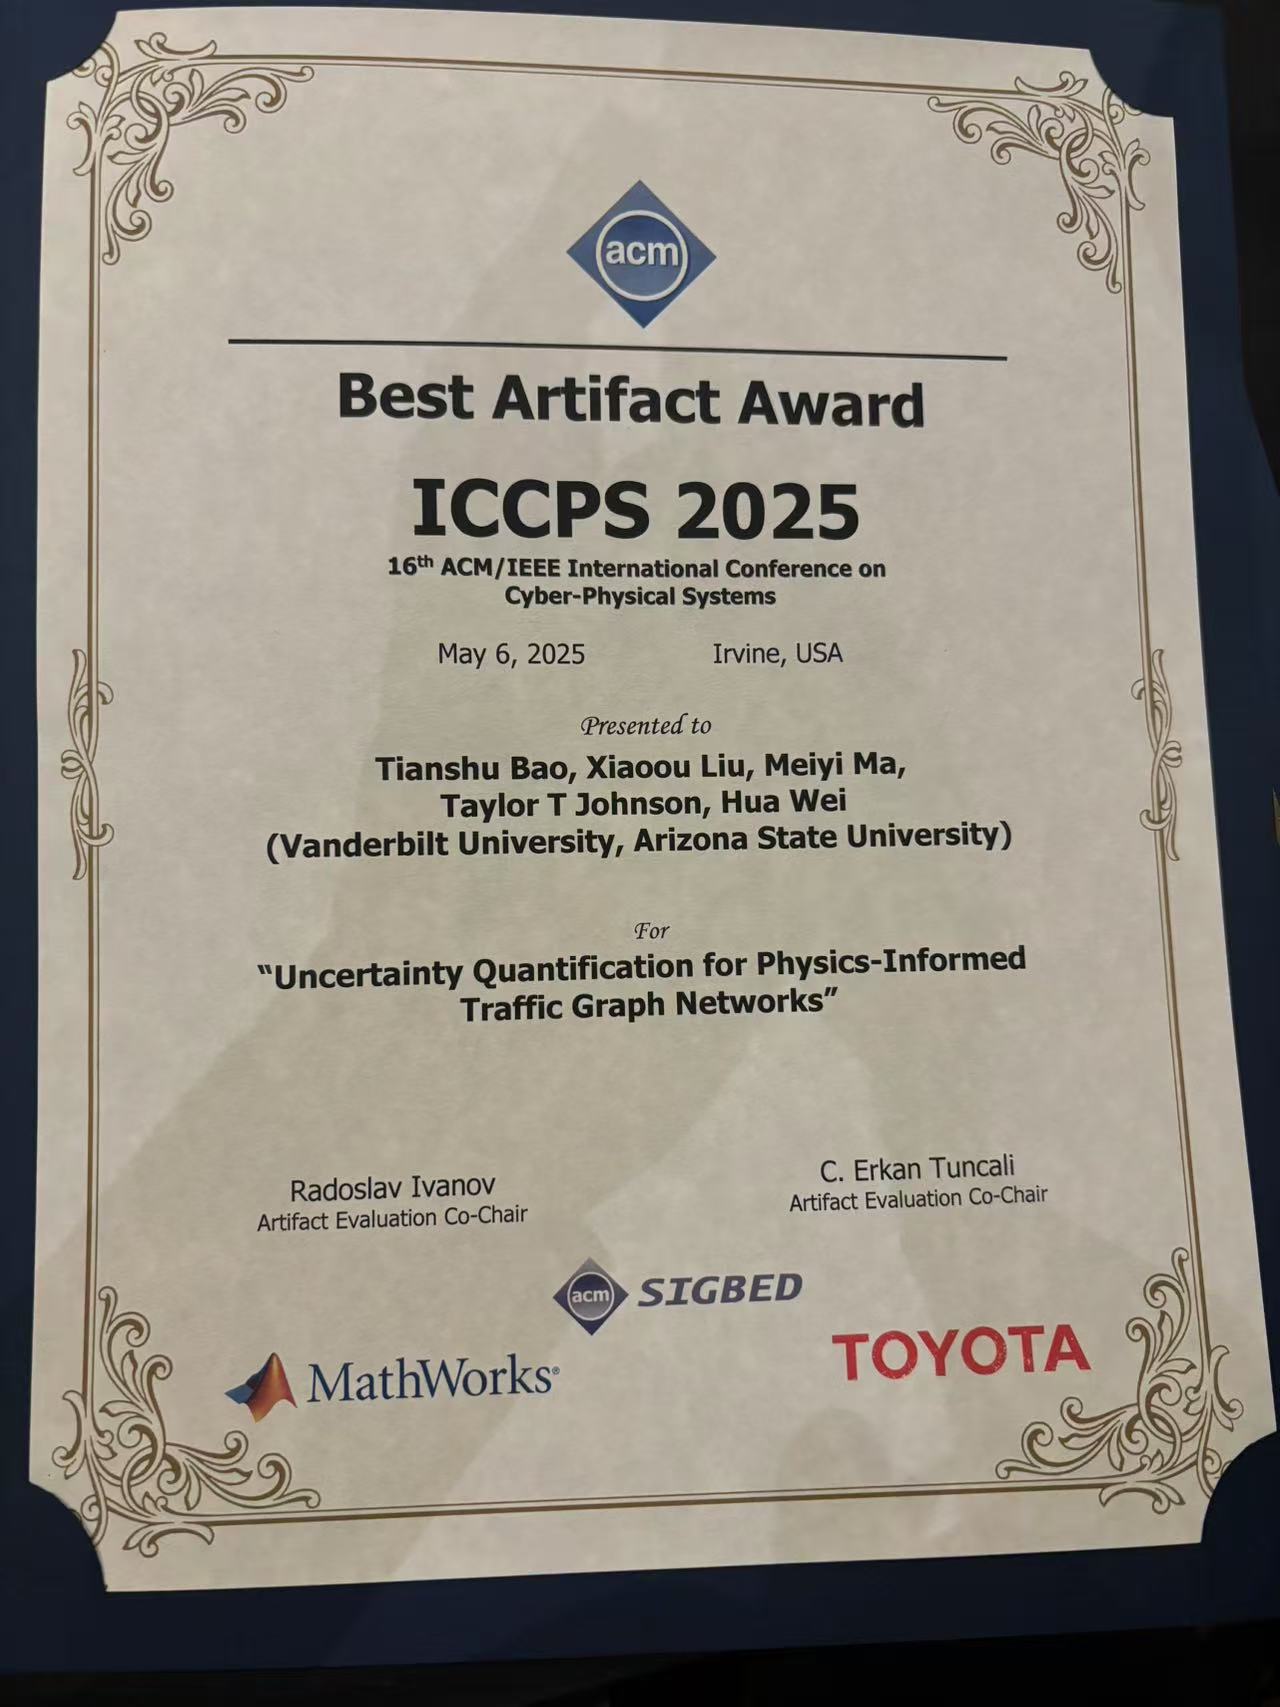 acm
Best Artifact Award
ICCPS 2025
16th ACM/IEEE International Conference on
Cyber-Physical Systems
May 6, 2025 Irvine, USA
Presented to
Tianshu Bao, Xiaoou Liu, Meiyi Ma,
Taylor T Johnson, Hua Wei
(Vanderbilt University, Arizona State University)
For
“Uncertainty Quantification for Physics-Informed
Traffic Graph Networks”
Radoslav Ivanov
Artifact Evaluation Co-Chair
C. Erkan Tuncali
Artifact Evaluation Co-Chair
acm SIGBED
MathWorks®
TOYOTA